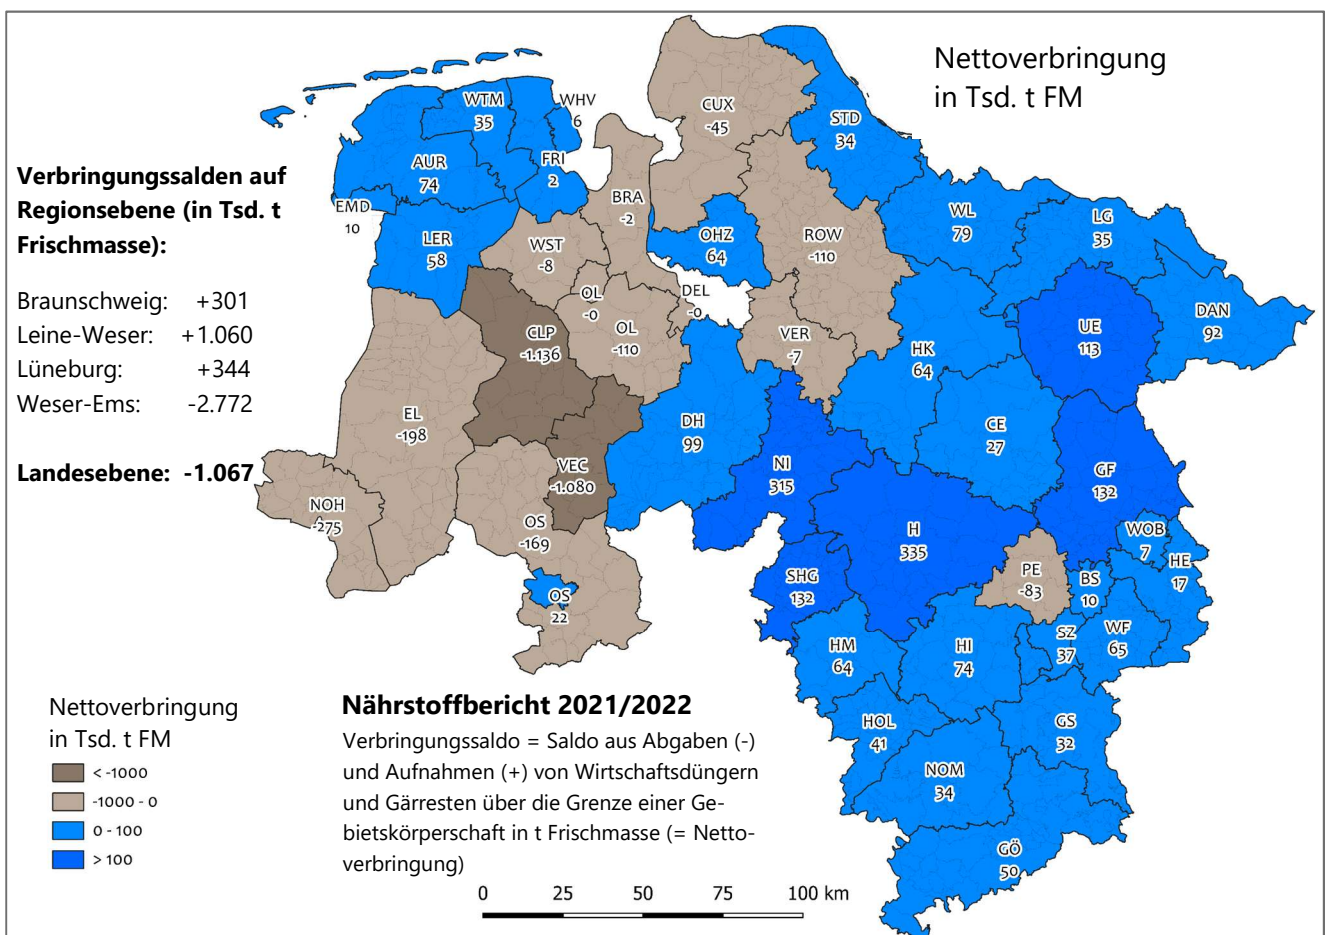 Nettoverbringung
in Tsd. t FM
Verbringungssalden auf
Regionsebene (in Tsd. t
Frischmasse):
Braunschweig: +301
Leine-Weser: +1.060
Lüneburg: +344
Weser-Ems: -2.772
Landesebene: -1.067
WTM
35
WHV
6
CUX
-45
STD
34
AUR
74
FRI
2
BRA
-2
EMD
10
LER
58
WST
-8
OHZ
64
ROW
-110
WL
79
LG
35
OL
-0
DEL
-0
OL
-110
CLP
-1.136
VER
-7
HK
64
UE
113
DAN
92
EL
-198
DH
99
CE
27
NI
315
GF
132
VEC
-1.080
NOH
-275
OS
-169
H
335
WOB
7
HE
17
PE
-83
BS
10
SHG
132
OS
22
SZ
37
WF
65
HM
64
HI
74
HOL
41
GS
32
NOM
34
GÖ
50
Nettoverbringung
in Tsd. t FM
< -1000
-1000 - 0
0 - 100
> 100
Nährstoffbericht 2021/2022
Verbringungssaldo = Saldo aus Abgaben (-)
und Aufnahmen (+) von Wirtschaftsdüngern
und Gärresten über die Grenze einer Ge-
bietskörperschaft in t Frischmasse (= Netto-
verbringung)
0 25 50 75 100 km